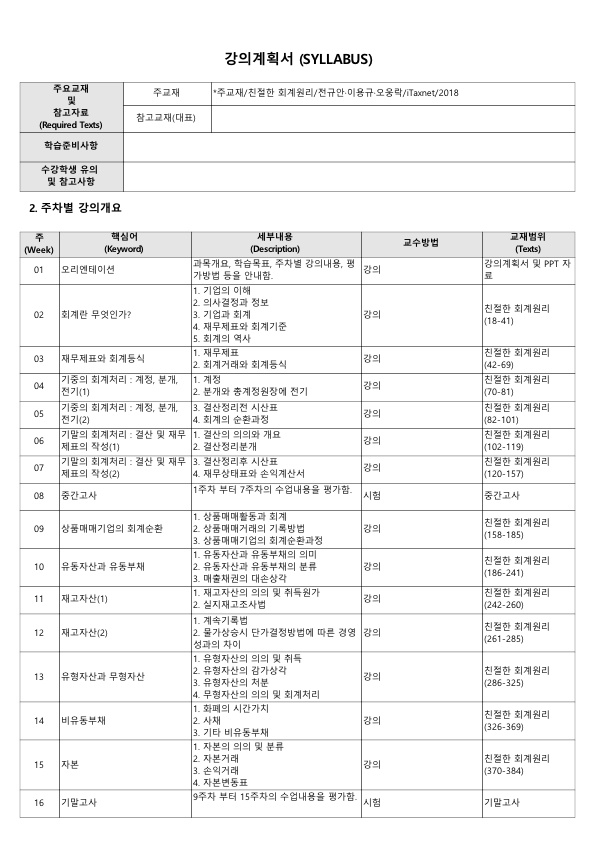 강의계획서 (SYLLABUS)
주요교재
및
참고자료
(Required Texts)
주교재
*주교재/친절한 회계원리/전규안·이용규·오웅락/iTaxnet/2018
참고교재(대표)
학습준비사항
수강학생 유의
및 참고사항
2. 주차별 강의개요
주
(Week)
핵심어
(Keyword)
세부내용
(Description)
교수방법
교재범위
(Texts)
01
오리엔테이션
과목개요, 학습목표, 주차별 강의내용, 평
가방법 등을 안내함.
강의
강의계획서 및 PPT 자
료
02
회계란 무엇인가?
1. 기업의 이해
2. 의사결정과 정보
3. 기업과 회계
4. 재무제표와 회계기준
5. 회계의 역사
강의
친절한 회계원리
(18-41)
03
재무제표와 회계등식
1. 재무제표
2. 회계거래와 회계등식
강의
친절한 회계원리
(42-69)
04
기중의 회계처리 : 계정, 분개,
전기(1)
1. 계정
2. 분개와 총계정원장에 전기
강의
친절한 회계원리
(70-81)
05
기중의 회계처리 : 계정, 분개,
전기(2)
3. 결산정리전 시산표
4. 회계의 순환과정
강의
친절한 회계원리
(82-101)
06
기말의 회계처리 : 결산 및 재무
제표의 작성(1)
1. 결산의 의의와 개요
2. 결산정리분개
강의
친절한 회계원리
(102-119)
07
기말의 회계처리 : 결산 및 재무
제표의 작성(2)
3. 결산정리후 시산표
4. 재무상태표와 손익계산서
강의
친절한 회계원리
(120-157)
08
중간고사
1주차 부터 7주차의 수업내용을 평가함.
시험
중간고사
09
상품매매기업의 회계순환
1. 상품매매활동과 회계
2. 상품매매거래의 기록방법
3. 상품매매기업의 회계순환과정
강의
친절한 회계원리
(158-185)
10
유동자산과 유동부채
1. 유동자산과 유동부채의 의미
2. 유동자산과 유동부채의 분류
3. 매출채권의 대손상각
강의
친절한 회계원리
(186-241)
11
재고자산(1)
1. 재고자산의 의의 및 취득원가
2. 실지재고조사법
강의
친절한 회계원리
(242-260)
12
재고자산(2)
1. 계속기록법
2. 물가상승시 단가결정방법에 따른 경영
성과의 차이
강의
친절한 회계원리
(261-285)
13
유형자산과 무형자산
1. 유형자산의 의의 및 취득
2. 유형자산의 감가상각
3. 유형자산의 처분
4. 무형자산의 의의 및 회계처리
강의
친절한 회계원리
(286-325)
14
비유동부채
1. 화폐의 시간가치
2. 사채
3. 기타 비유동부채
강의
친절한 회계원리
(326-369)
15
자본
1. 자본의 의의 및 분류
2. 자본거래
3. 손익거래
4. 자본변동표
강의
친절한 회계원리
(370-384)
16
기말고사
9주차 부터 15주차의 수업내용을 평가함.
시험
기말고사